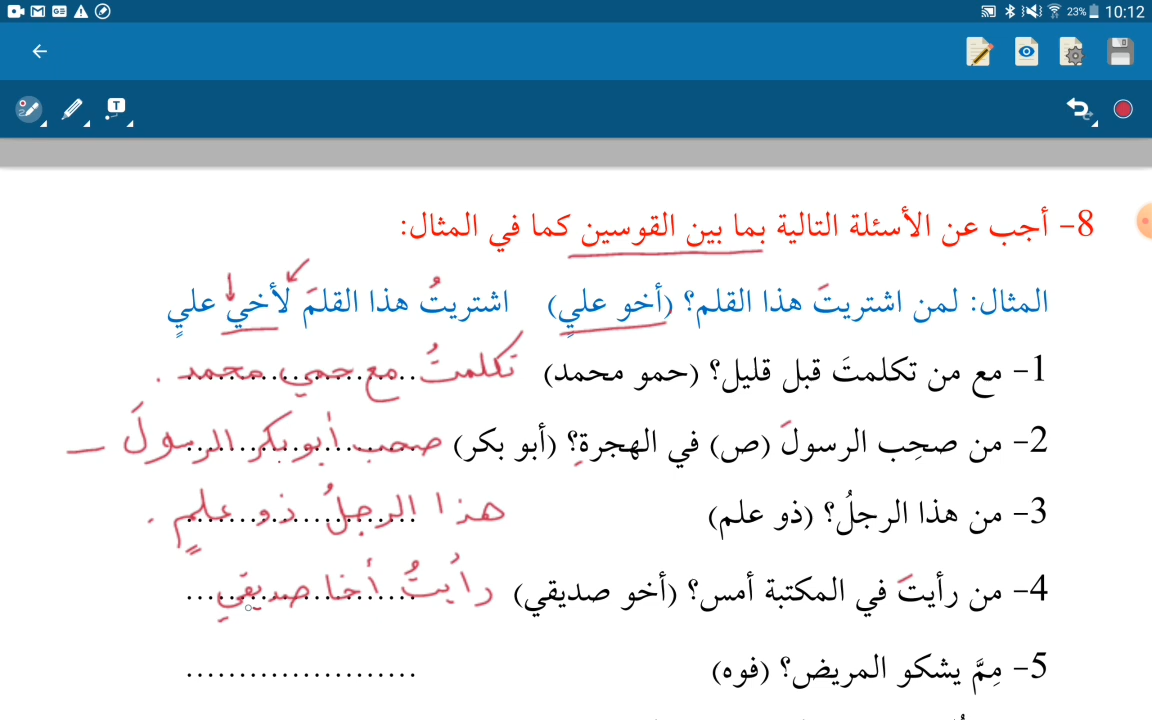 23% 10:12
8- أجب عن الأسئلة التالية بما بين القوسين كما في المثال:
المثال: لمن اشتريتَ هذا القلم؟ (أخو عليٍ) اشتريتُ هذا القلمَ لأخي عليٍ
1- مع من تكلمتَ قبل قليل؟ (حمو محمد) تكلمتُ مع حمي محمد .
2- من صحِب الرسولَ (ص) في الهجرةِ؟ (أبو بكر) صحب أبو بكر الرسولَ
3- من هذا الرجلُ؟ (ذو علم) هذا الرجلُ ذو علمٍ .
4- من رأيتَ في المكتبة أمس؟ (أخو صديقي) رأيتُ أخا صديقي
5- مِمَّ يشكو المريض؟ (فوه) ......................